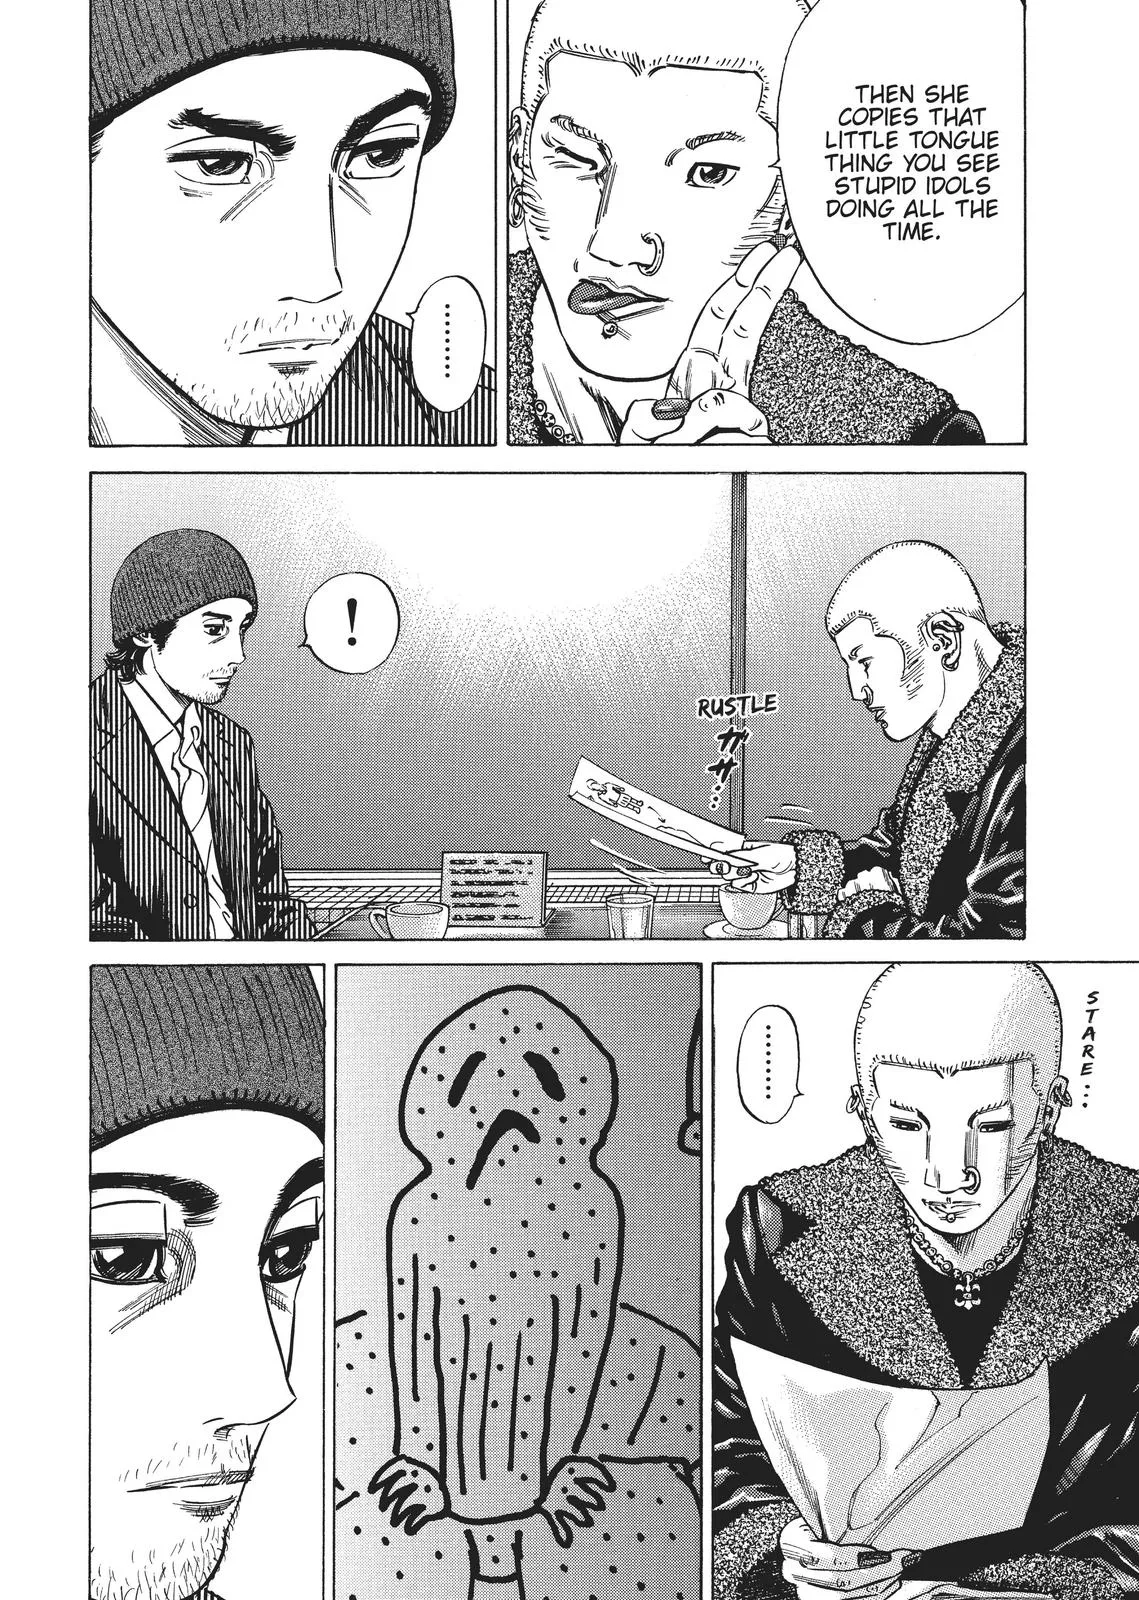 THEN SHE
COPIES THAT
LITTLE TONGUE
THING YOU SEE
STUPID IDOLS
DOING ALL THE
TIME.
.........
!
RUSTLE
ガサ...
STARE...
.........